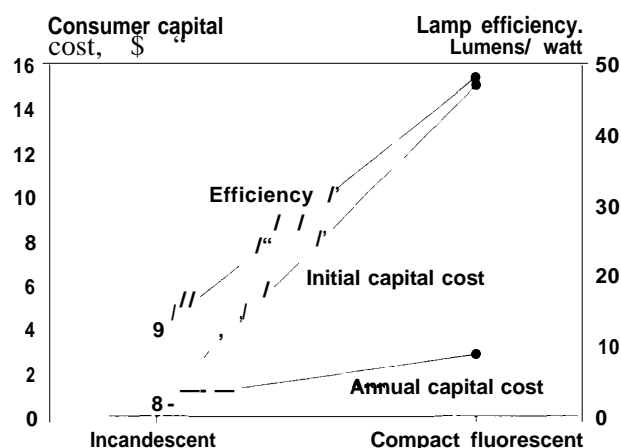 Consumer capital
cost, $ “
Lamp efficiency.
Lumens/ watt
16
14
12
10
8
6
4
2
0
50
40
30
20
10
0
Efficiency
Initial capital cost
9
Annual capital cost
8 -
Incandescent
Compact fluorescent